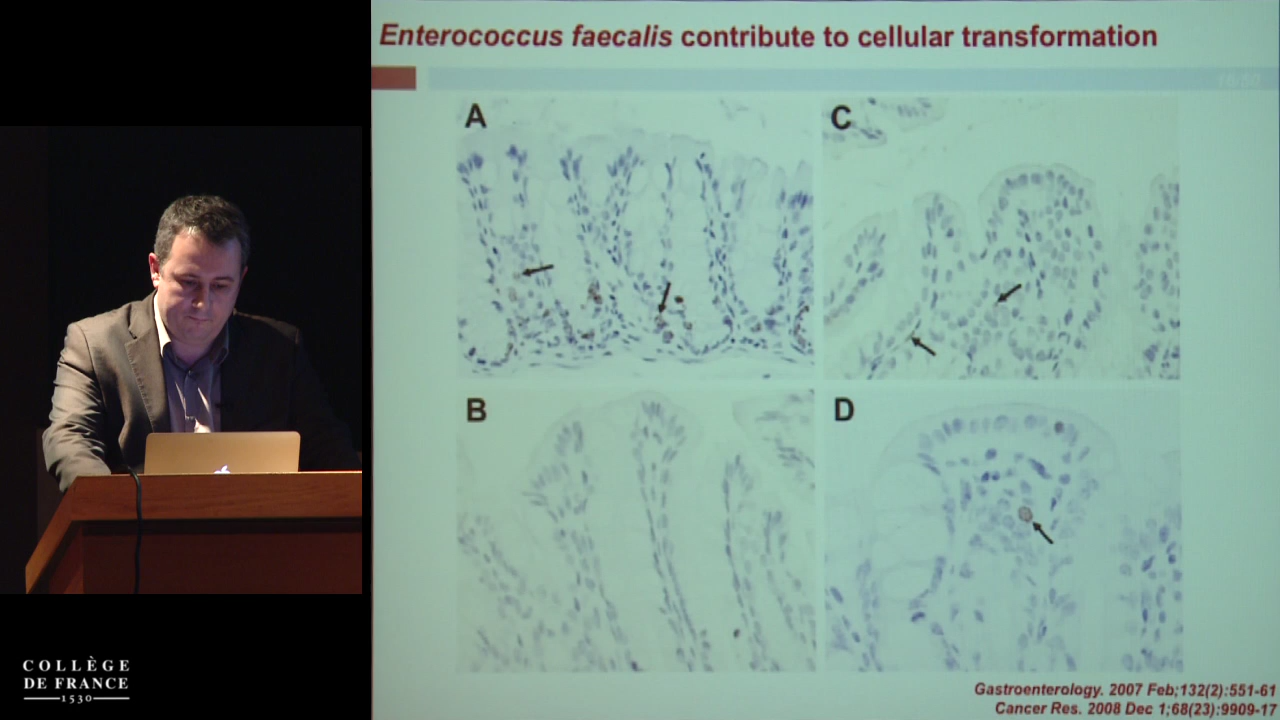 Enterococcus faecalis contribute to cellular transformation
A
C
B
D
Gastroenterology. 2007 Feb;132(2):551-61
Cancer Res. 2008 Dec 1;68(23):9909-17
COLLÈGE
DE FRANCE
1530